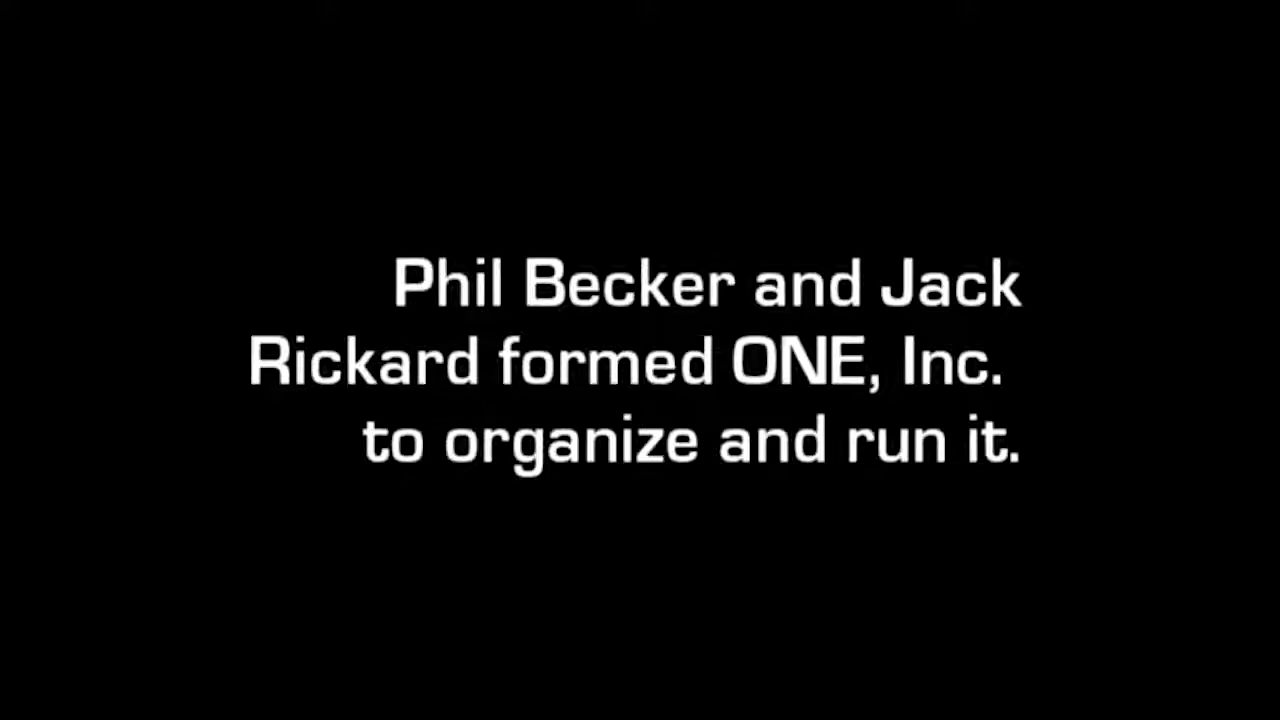 Phil Becker and Jack
Rickard formed ONE, Inc.
to organize and run it.